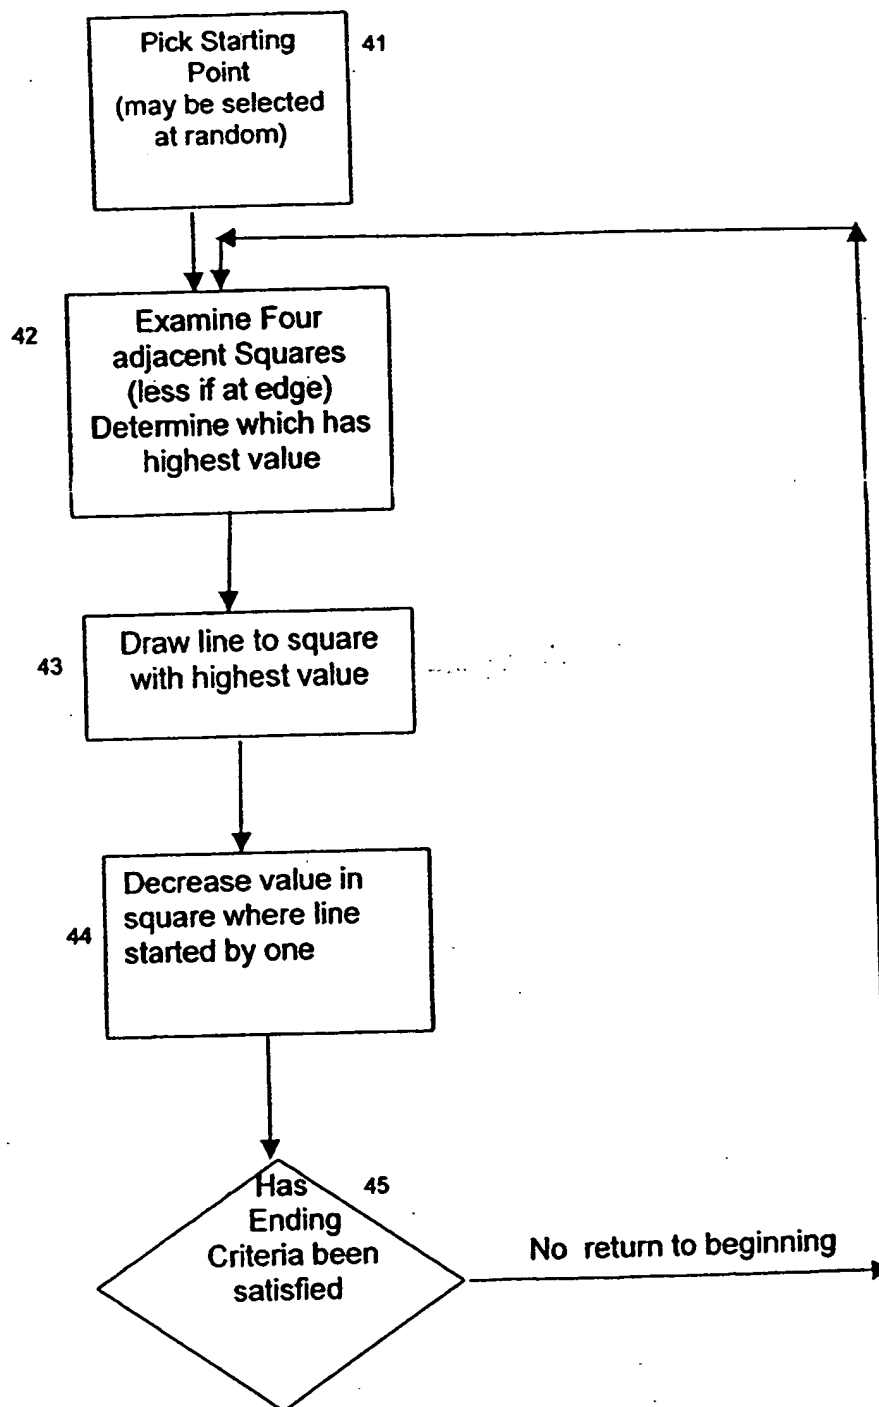 Pick Starting
Point
(may be selected
at random)
41
42
Examine Four
adjacent Squares
(less if at edge)
Determine which has
highest value
43
Draw line to square
with highest value
44
Decrease value in
square where line
started by one
Has
Ending
Criteria been
satisfied
45
No return to beginning